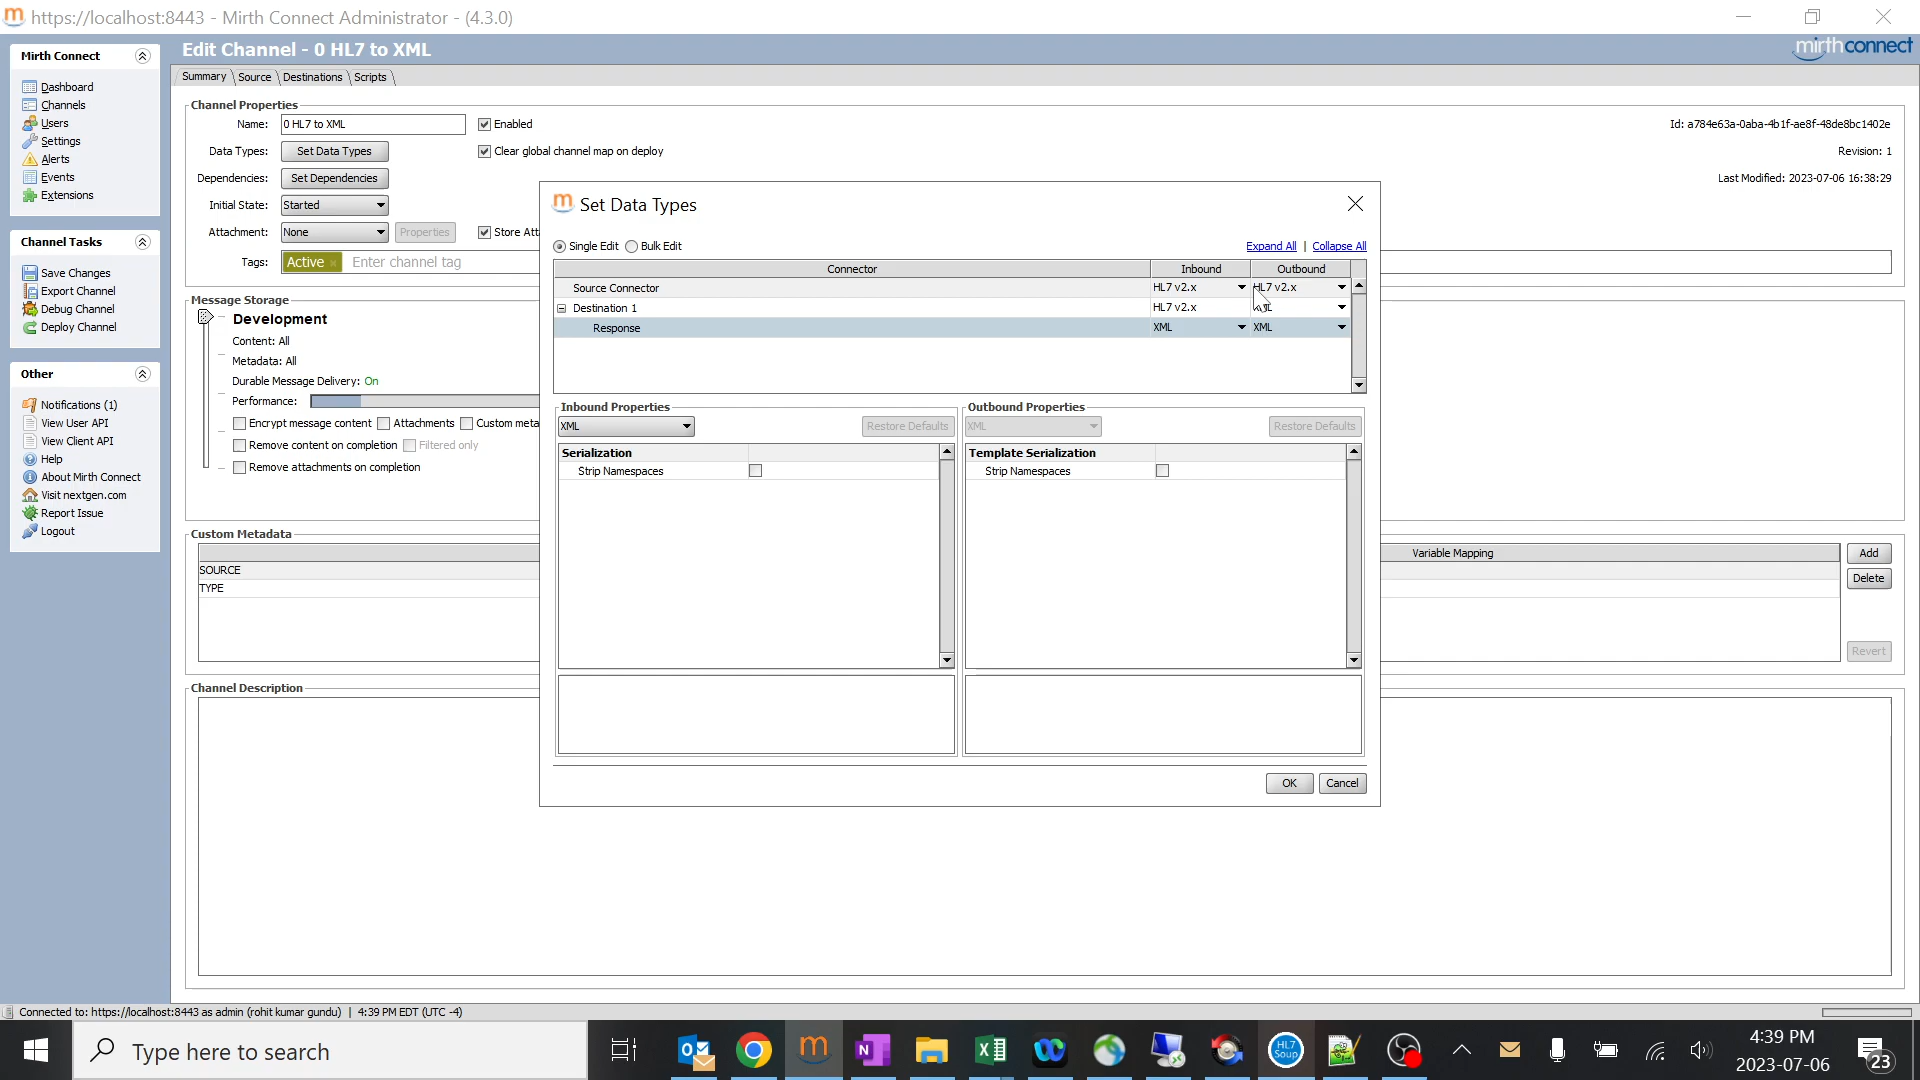 https://localhost:8443 - Mirth Connect Administrator - (4.3.0)
Mirth Connect
Edit Channel - 0 HL7 to XML
mirthconnect
Dashboard
Channels
Users
Settings
Alerts
Events
Extensions
Channel Tasks
Save Changes
Export Channel
Debug Channel
Deploy Channel
Other
Notifications (1)
View User API
View Client API
Help
About Mirth Connect
Visit nextgen.com
Report Issue
Logout
Summary Source Destinations Scripts
Channel Properties
Name: 0 HL7 to XML Enabled
Id: a784e63a-0aba-4b1f-ae8f-48de8bc1402e
Data Types: Set Data Types Clear global channel map on deploy
Revision: 1
Dependencies: Set Dependencies
Last Modified: 2023-07-06 16:38:29
Initial State: Started
Attachment: None Properties Store Att
Tags: Active × Enter channel tag
Message Storage
Development
Content: All
Metadata: All
Durable Message Delivery: On
Performance:
Encrypt message content Attachments Custom meta
Remove content on completion Filtered only
Remove attachments on completion
Custom Metadata
Variable Mapping
SOURCE
TYPE
Add
Delete
Revert
Channel Description
Set Data Types
Single Edit Bulk Edit
Expand All | Collapse All
Connector Inbound Outbound
Source Connector HL7 v2.x HL7 v2.x
Destination 1 HL7 v2.x
Response XML XML
Inbound Properties
XML Restore Defaults
Serialization
Strip Namespaces
Outbound Properties
XML Restore Defaults
Template Serialization
Strip Namespaces
OK Cancel
Connected to: https://localhost:8443 as admin (rohit kumar gundu) | 4:39 PM EDT (UTC -4)
Type here to search
HL7
Soup
4:39 PM
2023-07-06
23